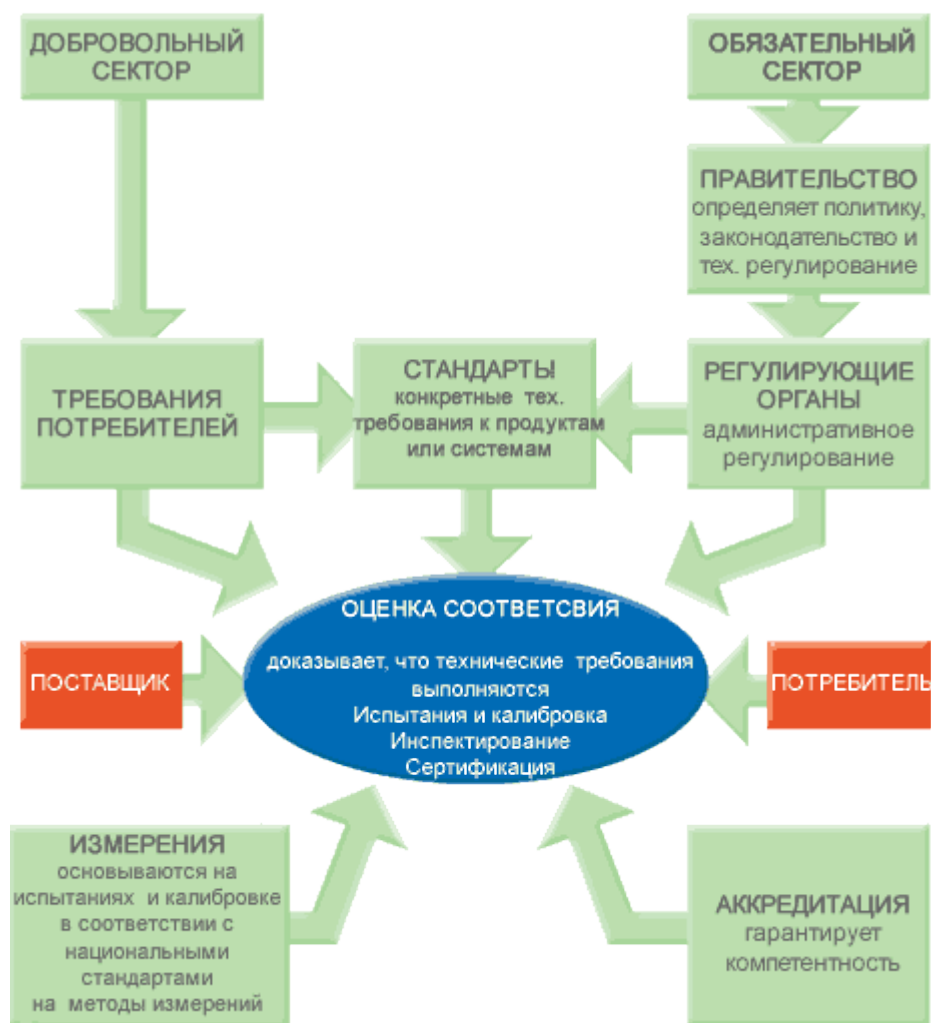 ДОБРОВОЛЬНЫЙ
СЕКТОР
ОБЯЗАТЕЛЬНЫЙ
СЕКТОР
ПРАВИТЕЛЬСТВО
определяет политику,
законодательство и
тех. регулирование
ТРЕБОВАНИЯ
ПОТРЕБИТЕЛЕЙ
СТАНДАРТЫ
конкретные тех.
требования к продуктам
или системам
РЕГУЛИРУЮЩИЕ
ОРГАНЫ
административное
регулирование
ОЦЕНКА СООТВЕТСВИЯ
доказывает, что технические требования
выполняются
Испытания и калибровка
Инспектирование
Сертификация
ПОСТАВЩИК
ПОТРЕБИТЕЛЬ
ИЗМЕРЕНИЯ
основываются на
испытаниях и калибровке
в соответствии с
национальными
стандартами
на методы измерений
АККРЕДИТАЦИЯ
гарантирует
компетентность